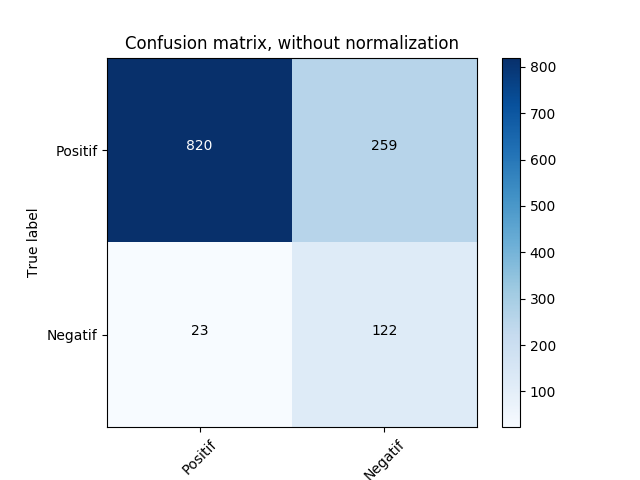 Confusion matrix, without normalization
Positif
820
259
Negatif
23
122
True label
Positif
Negatif
800
700
600
500
400
300
200
100